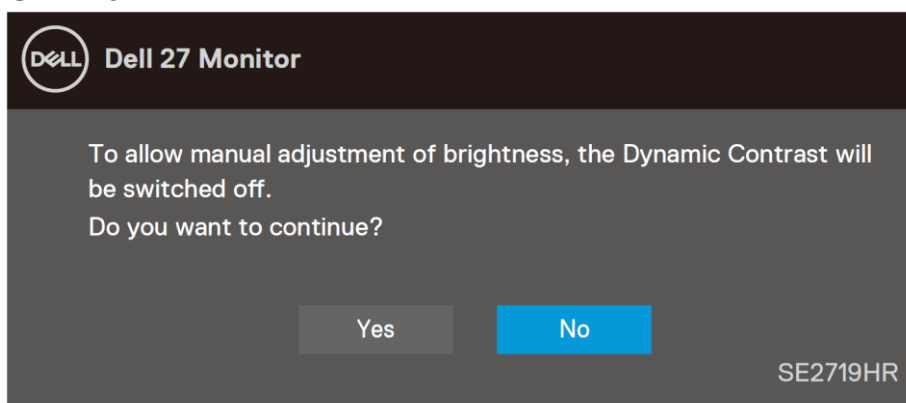 DELL Dell 27 Monitor
To allow manual adjustment of brightness, the Dynamic Contrast will
be switched off.
Do you want to continue?
Yes No
SE2719HR